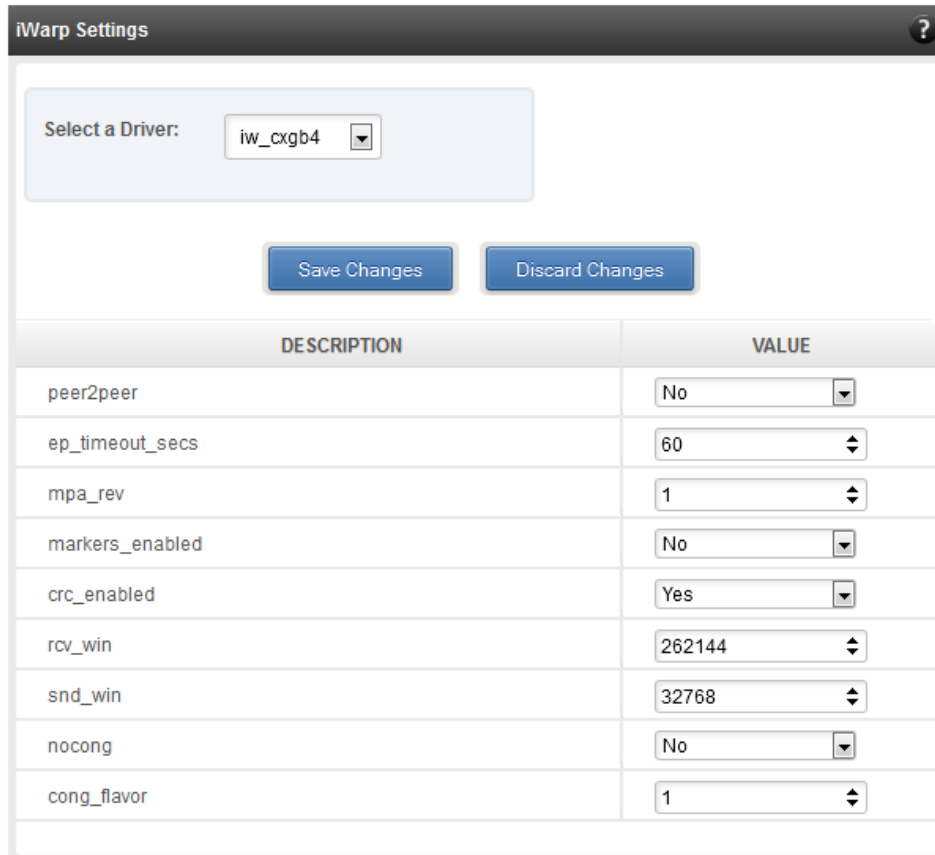 iWarp Settings ?
Select a Driver: iw_cxgb4
Save Changes Discard Changes
DESCRIPTION VALUE
peer2peer No
ep_timeout_secs 60
mpa_rev 1
markers_enabled No
crc_enabled Yes
rcv_win 262144
snd_win 32768
nocong No
cong_flavor 1